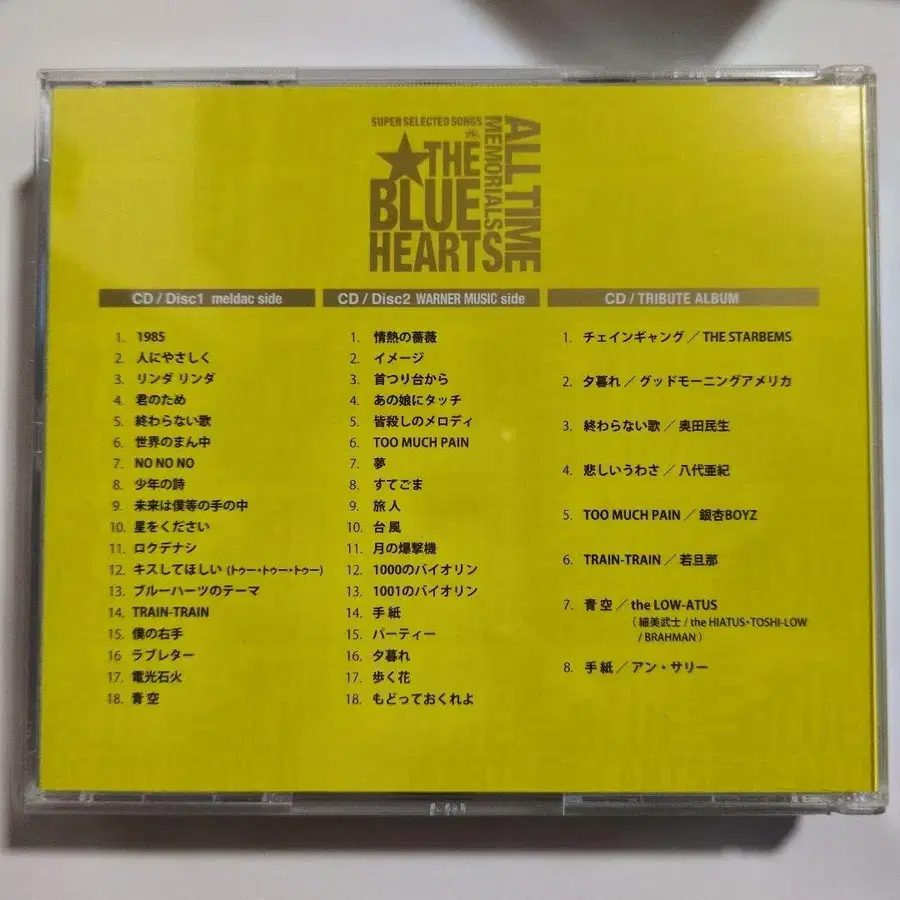 SUPER SELECTED SONGS
ALL TIME
MEMORIALS
★THE
BLUE
HEARTS
CD / Disc1 meldac side
1. 1985
2. 人にやさしく
3. リンダ リンダ
4. 君のため
5. 終わらない歌
6. 世界のまん中
7. NO NO NO
8. 少年の詩
9. 未来は僕等の手の中
10. 星をください
11. ロクデナシ
12. キスしてほしい (トゥー・トゥー・トゥー)
13. ブルーハーツのテーマ
14. TRAIN-TRAIN
15. 僕の右手
16 ラブレター
17. 電光石火
18. 青 空
CD / Disc2 WARNER MUSIC side
1. 情熱の薔薇
2. イメージ
3. 首つり台から
4. あの娘にタッチ
5. 皆殺しのメロディ
6. TOO MUCH PAIN
7. 夢
8. すてごま
9. 旅 人
10. 台 風
11. 月の爆撃機
12. 1000のバイオリン
13. 1001のバイオリン
14. 手 紙
15. パーティー
16. 夕暮れ
17. 歩く花
18. もどっておくれよ
CD / TRIBUTE ALBUM
1. チェインギャング／THE STARBEMS
2. 夕暮れ／グッドモーニングアメリカ
3. 終わらない歌／奥田民生
4. 悲しいうわさ／八代亜紀
5. TOO MUCH PAIN／銀杏BOYZ
6. TRAIN-TRAIN／若旦那
7. 青 空／the LOW-ATUS
（ 細美武士 / the HIATUS・TOSHI-LOW
/ BRAHMAN ）
8. 手 紙／アン・サリー